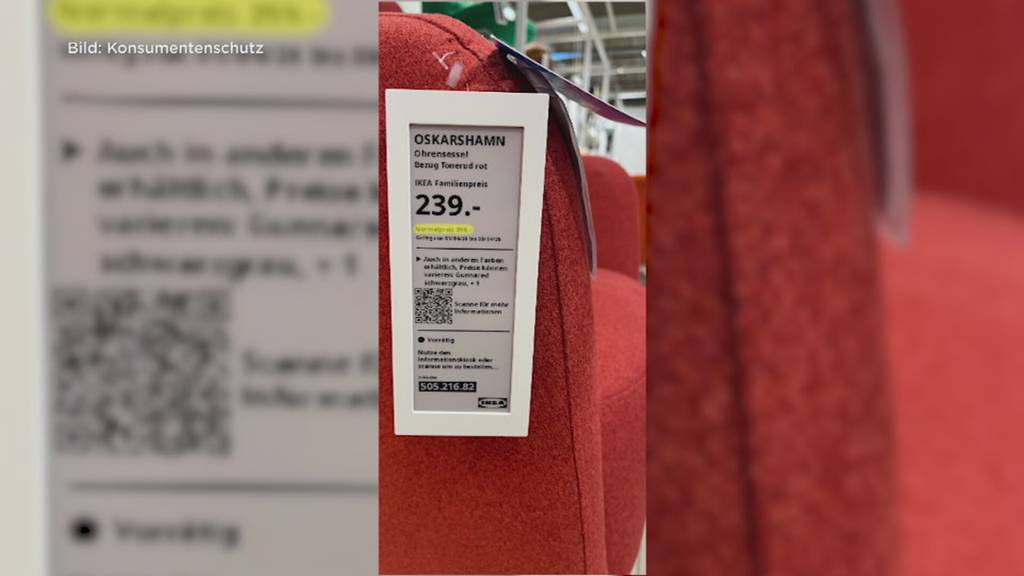 Bild: Konsumentenschutz
OSKARSHAMN
Ohrensessel
Bezug Tonerud rot
IKEA Familienpreis
239.-
Normalpreis
▶ Auch in anderen Farben
erhältlich, Preise können
variieren: Gunnared
schwarzgrau, + 1
Scanne für mehr
Informationen
Vorrätig
Nutze den
Informationskiosk oder
scanne um zu bestellen...
505.216.82
IKEA